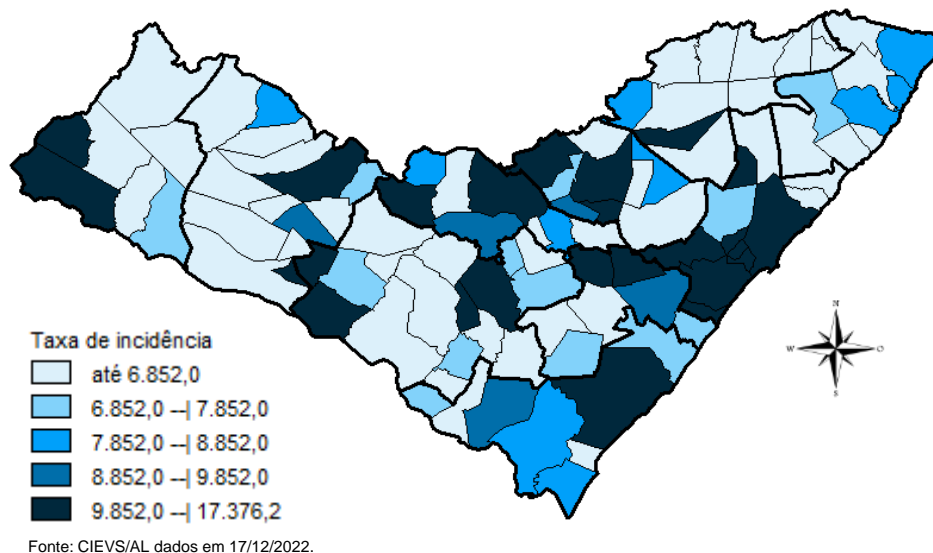 N
W
O
S
Taxa de incidência
até 6.852,0
6.852,0 --| 7.852,0
7.852,0 --| 8.852,0
8.852,0 --| 9.852,0
9.852,0 --| 17.376,2
Fonte: CIEVS/AL dados em 17/12/2022.